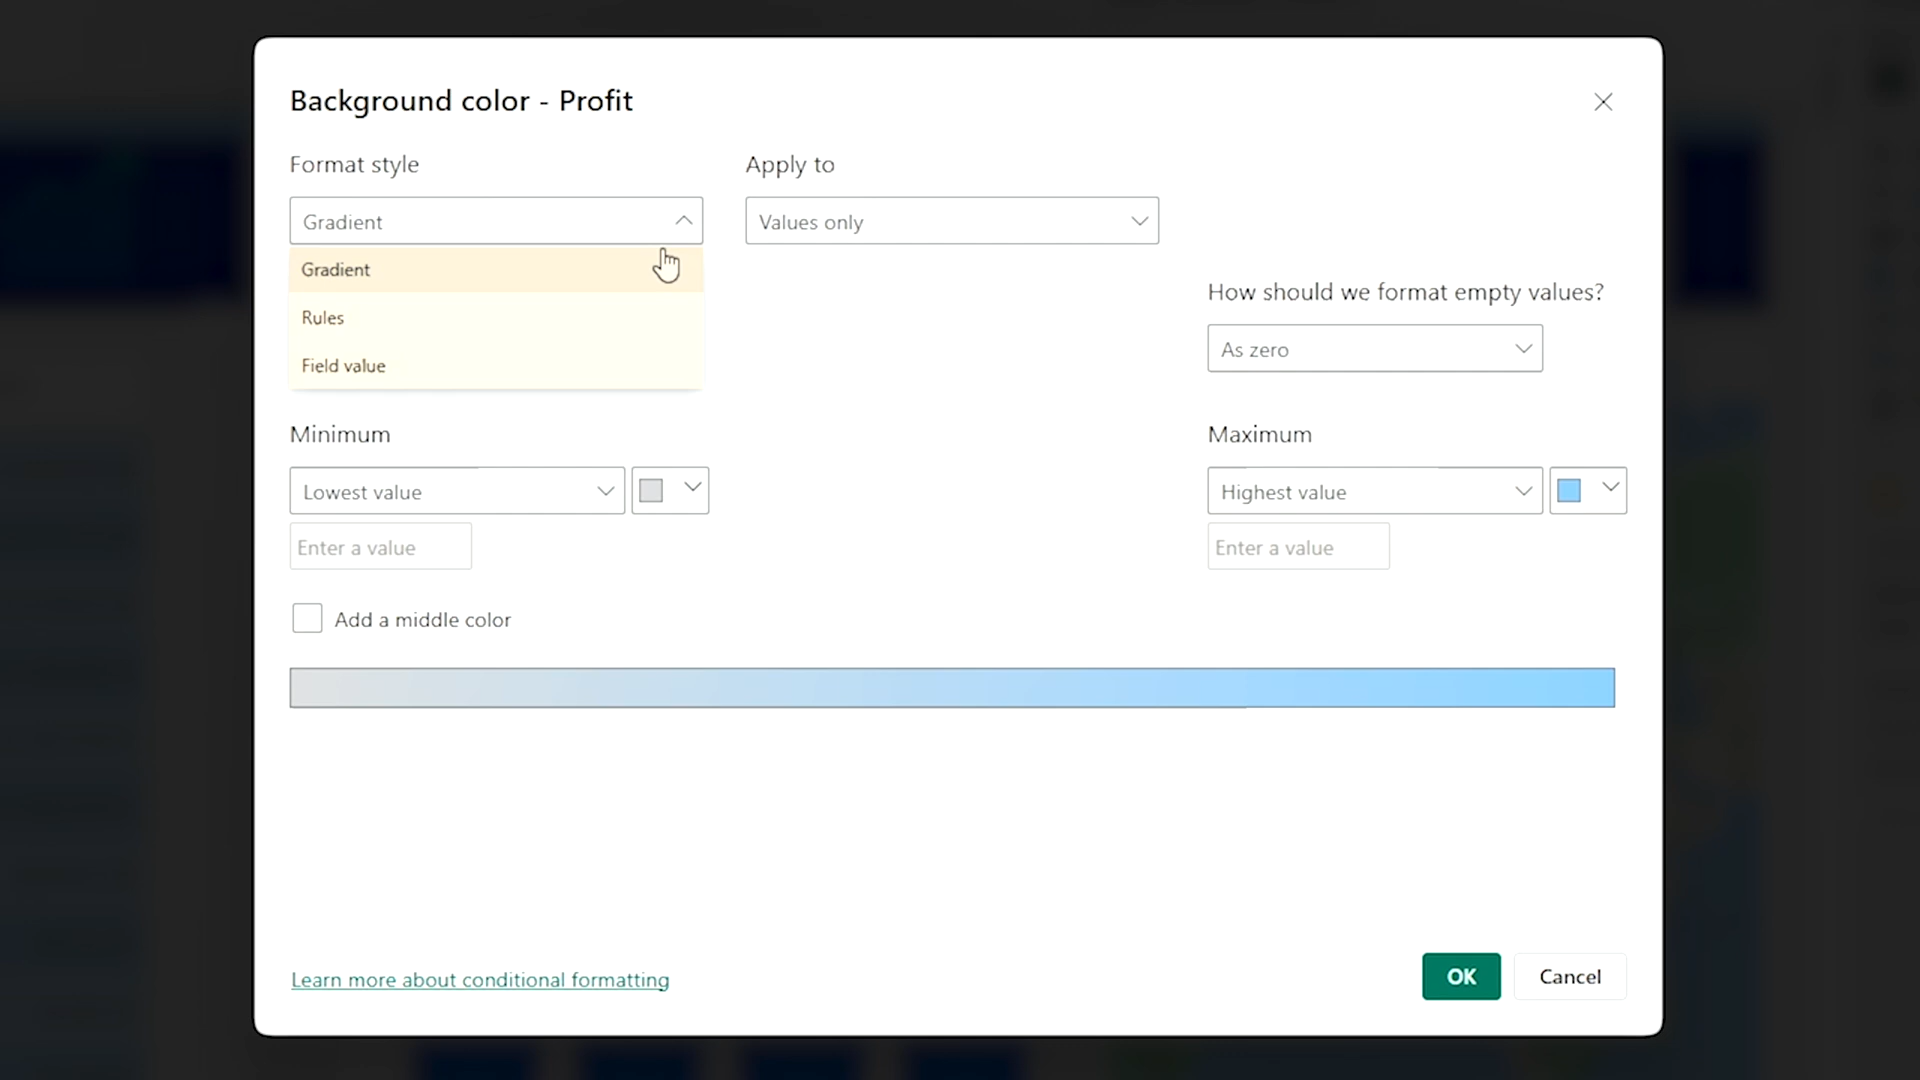 Background color - Profit
Format style
Apply to
Gradient
Values only
Gradient
Rules
Field value
How should we format empty values?
As zero
Minimum
Maximum
Lowest value
Highest value
Enter a value
Enter a value
Add a middle color
Learn more about conditional formatting
OK
Cancel